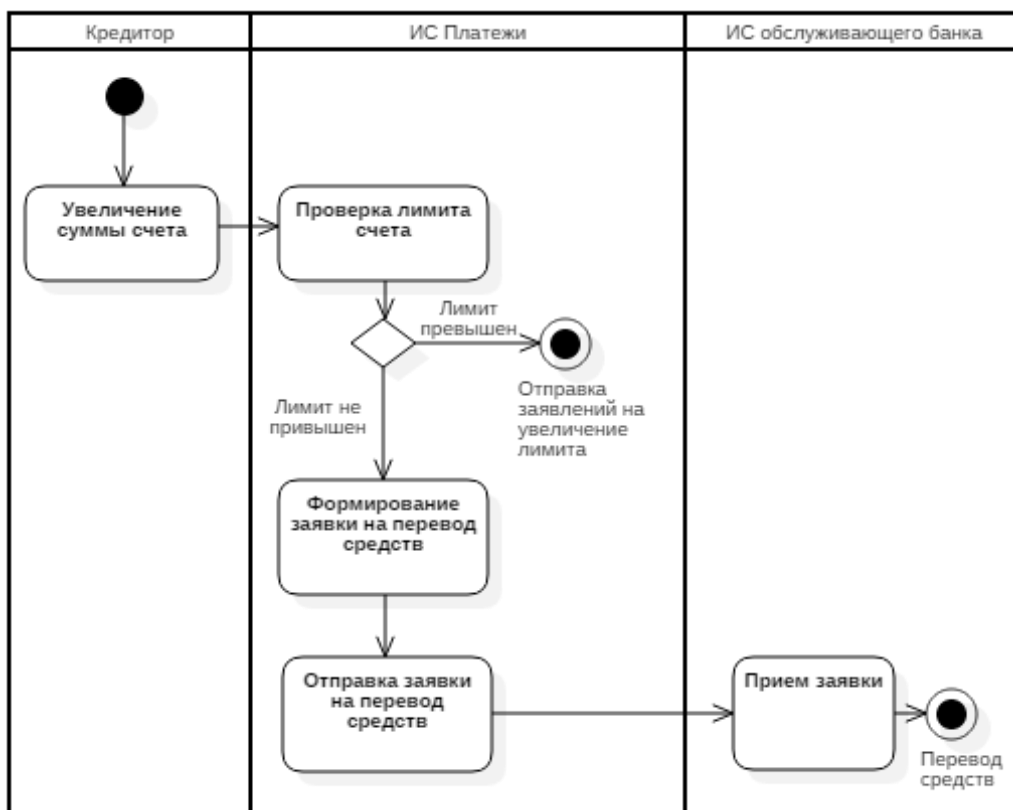 Кредитор
ИС Платежи
ИС обслуживающего банка
Увеличение
суммы счета
Проверка лимита
счета
Лимит
превышен
Отправка
заявлений на
увеличение
лимита
Лимит не
привышен
Формирование
заявки на перевод
средств
Отправка заявки
на перевод
средств
Прием заявки
Перевод
средств